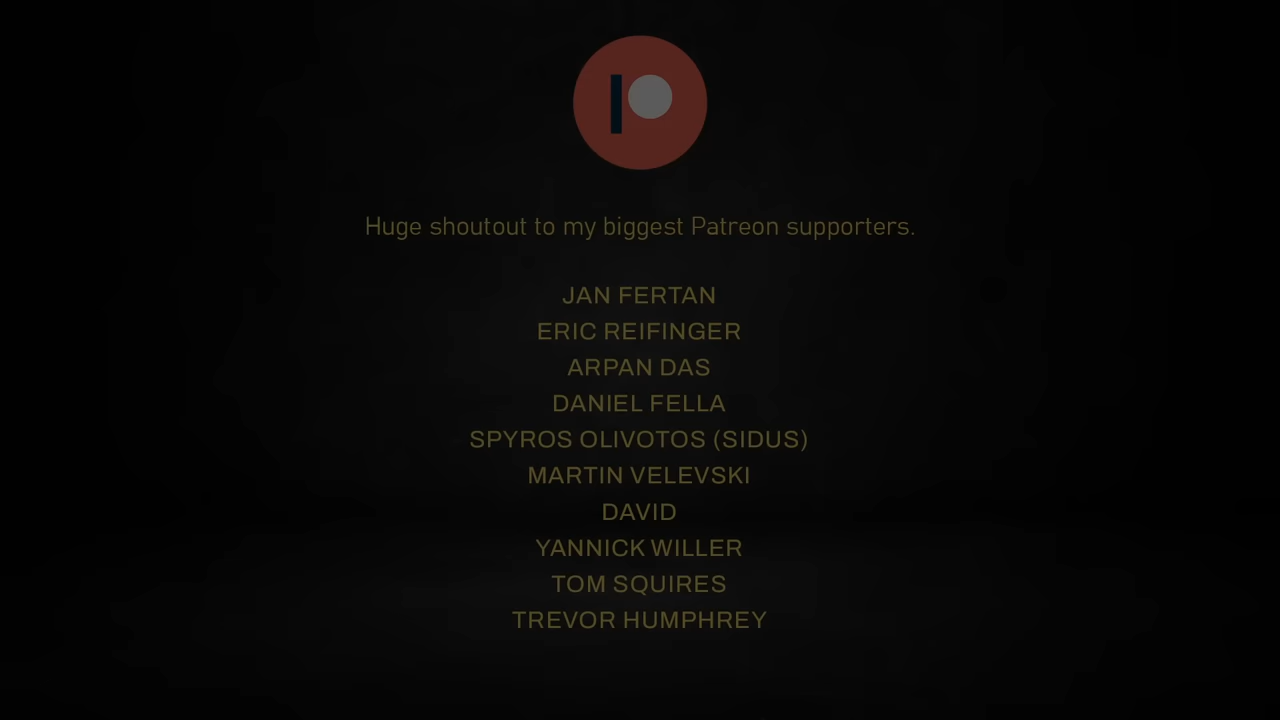 Huge shoutout to my biggest Patreon supporters.
JAN FERTAN
ERIC REIFINGER
ARPAN DAS
DANIEL FELLA
SPYROS OLIVOTOS (SIDUS)
MARTIN VELEVSKI
DAVID
YANNICK WILLER
TOM SQUIRES
TREVOR HUMPHREY